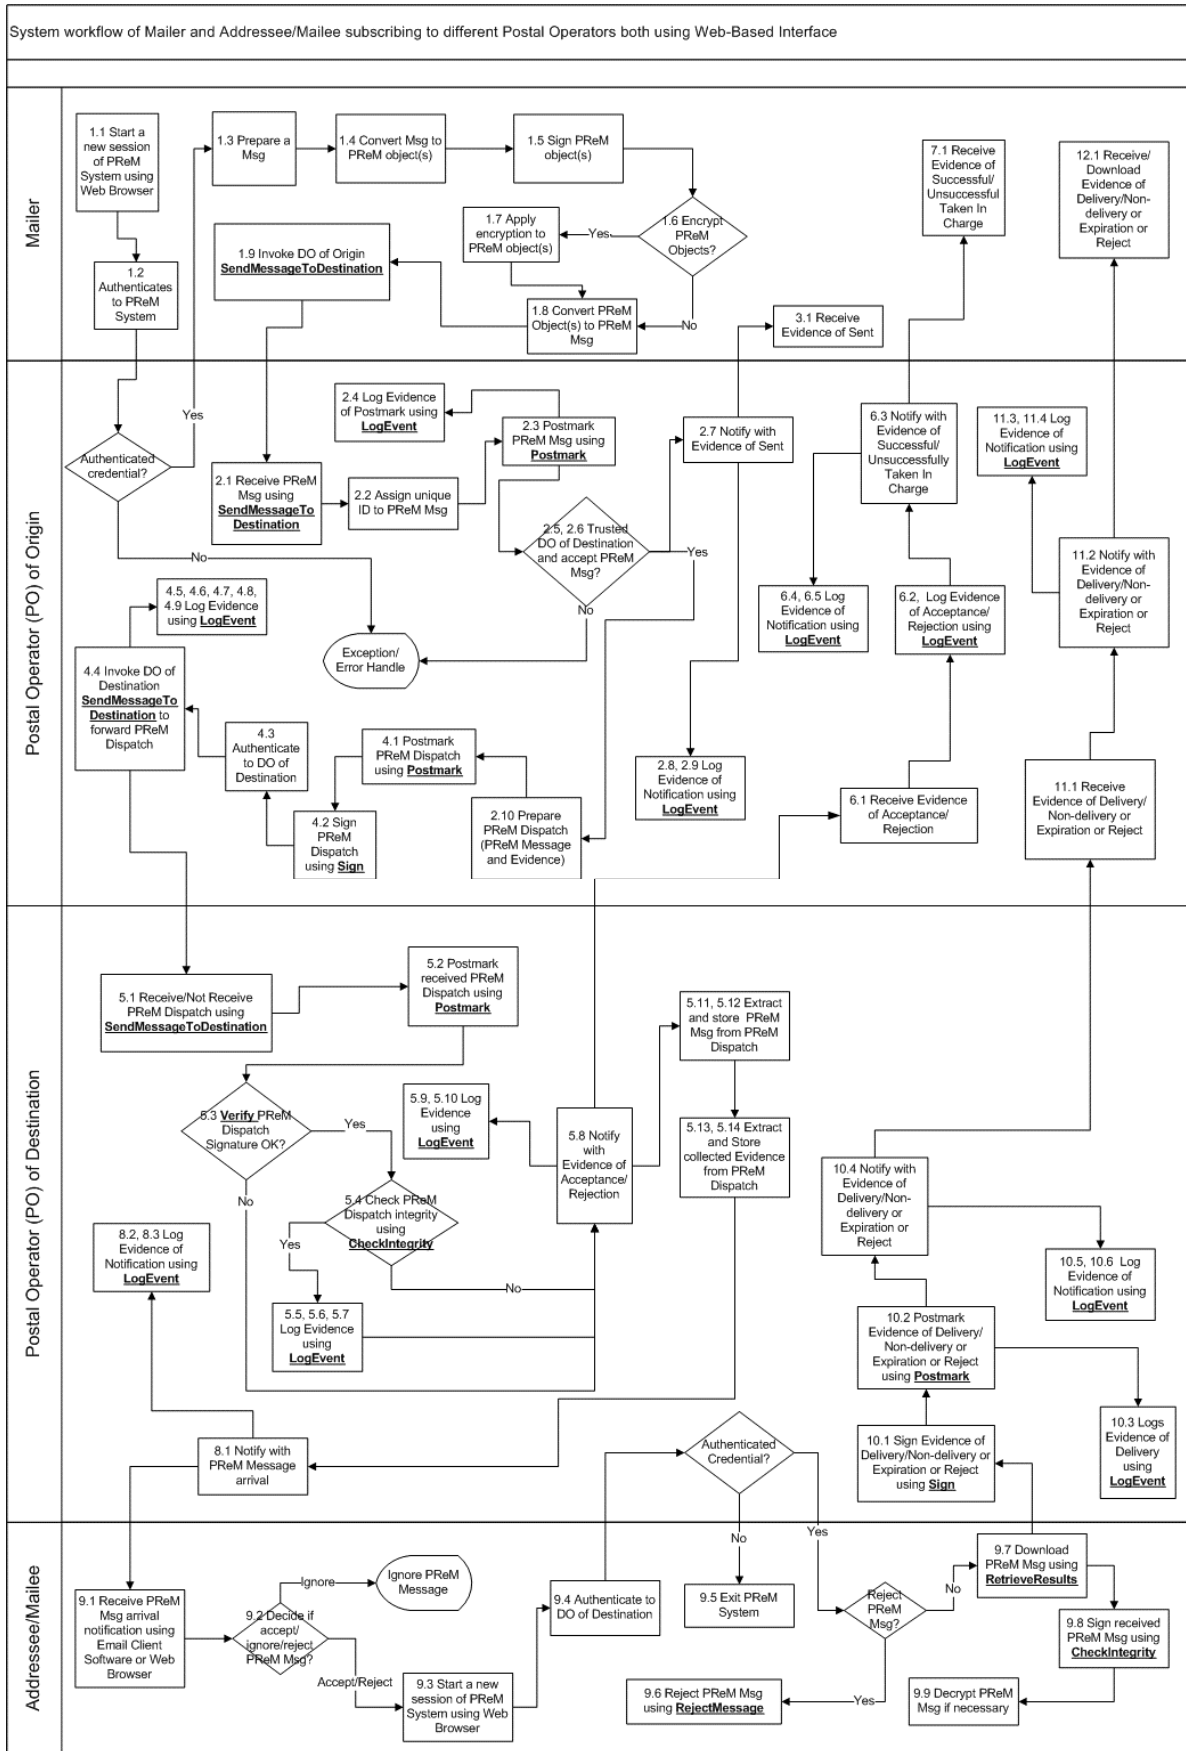 System workflow of Mailer and Addressee/Mailee subscribing to different Postal Operators both using Web-Based Interface
Mailer
1.1 Start a
new session
of PReM
System using
Web Browser
1.2
Authenticates
to PReM
System
1.3 Prepare a
Msg
1.4 Convert Msg to
PReM object(s)
1.5 Sign PReM
object(s)
1.6 Encrypt
PReM
Objects?
Yes
No
1.7 Apply
encryption to
PReM object(s)
1.8 Convert PReM
Object(s) to PReM
Msg
1.9 Invoke DO of Origin
SendMessageToDestination
3.1 Receive
Evidence of Sent
7.1 Receive
Evidence of
Successful/
Unsuccessful
Taken In
Charge
12.1 Receive/
Download
Evidence of
Delivery/Non-
delivery or
Expiration or
Reject
Postal Operator (PO) of Origin
Authenticated
credential?
Yes
No
2.1 Receive PReM
Msg using
SendMessageTo
Destination
2.2 Assign unique
ID to PReM Msg
2.3 Postmark
PReM Msg using
Postmark
2.4 Log Evidence
of Postmark using
LogEvent
2.5, 2.6 Trusted
DO of Destination
and accept PReM
Msg?
Yes
No
Exception/
Error Handle
2.7 Notify with
Evidence of Sent
2.8, 2.9 Log
Evidence of
Notification using
LogEvent
2.10 Prepare
PReM Dispatch
(PReM Message
and Evidence)
4.1 Postmark
PReM Dispatch
using Postmark
4.2 Sign
PReM
Dispatch
using Sign
4.3
Authenticate
to DO of
Destination
4.4 Invoke DO of
Destination
SendMessageTo
Destination to
forward PReM
Dispatch
4.5, 4.6, 4.7, 4.8,
4.9 Log Evidence
using LogEvent
6.1 Receive Evidence
of Acceptance/
Rejection
6.2, Log Evidence
of Acceptance/
Rejection using
LogEvent
6.3 Notify with
Evidence of
Successful/
Unsuccessfully
Taken In
Charge
6.4, 6.5 Log
Evidence of
Notification using
LogEvent
11.1 Receive
Evidence of Delivery/
Non-delivery or
Expiration or Reject
11.2 Notify with
Evidence of
Delivery/Non-
delivery or
Expiration or
Reject
11.3, 11.4 Log
Evidence of
Notification using
LogEvent
Postal Operator (PO) of Destination
5.1 Receive/Not Receive
PReM Dispatch using
SendMessageToDestination
5.2 Postmark
received PReM
Dispatch using
Postmark
5.3 Verify PReM
Dispatch
Signature OK?
Yes
No
5.4 Check PReM
Dispatch integrity
using
CheckIntegrity
Yes
No
5.5, 5.6, 5.7
Log Evidence
using
LogEvent
5.8 Notify
with
Evidence of
Acceptance/
Rejection
5.9, 5.10 Log
Evidence
using
LogEvent
5.11, 5.12 Extract
and store PReM
Msg from PReM
Dispatch
5.13, 5.14 Extract
and Store
collected Evidence
from PReM
Dispatch
8.1 Notify with
PReM Message
arrival
8.2, 8.3 Log
Evidence of
Notification using
LogEvent
Authenticated
Credential?
No
Yes
10.1 Sign Evidence of
Delivery/Non-delivery or
Expiration or Reject
using Sign
10.2 Postmark
Evidence of Delivery/
Non-delivery or
Expiration or Reject
using Postmark
10.3 Logs
Evidence of
Delivery
using
LogEvent
10.4 Notify with
Evidence of
Delivery/Non-
delivery or
Expiration or
Reject
10.5, 10.6 Log
Evidence of
Notification using
LogEvent
Addressee/Mailee
9.1 Receive PReM
Msg arrival
notification using
Email Client
Software or Web
Browser
9.2 Decide if
accept/
ignore/reject
PReM Msg?
Ignore
Ignore PReM
Message
Accept/Reject
9.3 Start a new
session of PReM
System using Web
Browser
9.4 Authenticate to
DO of Destination
9.5 Exit PReM
System
Reject
PReM
Msg?
No
Yes
9.6 Reject PReM Msg
using RejectMessage
9.7 Download
PReM Msg using
RetrieveResults
9.8 Sign received
PReM Msg using
CheckIntegrity
9.9 Decrypt PReM
Msg if necessary